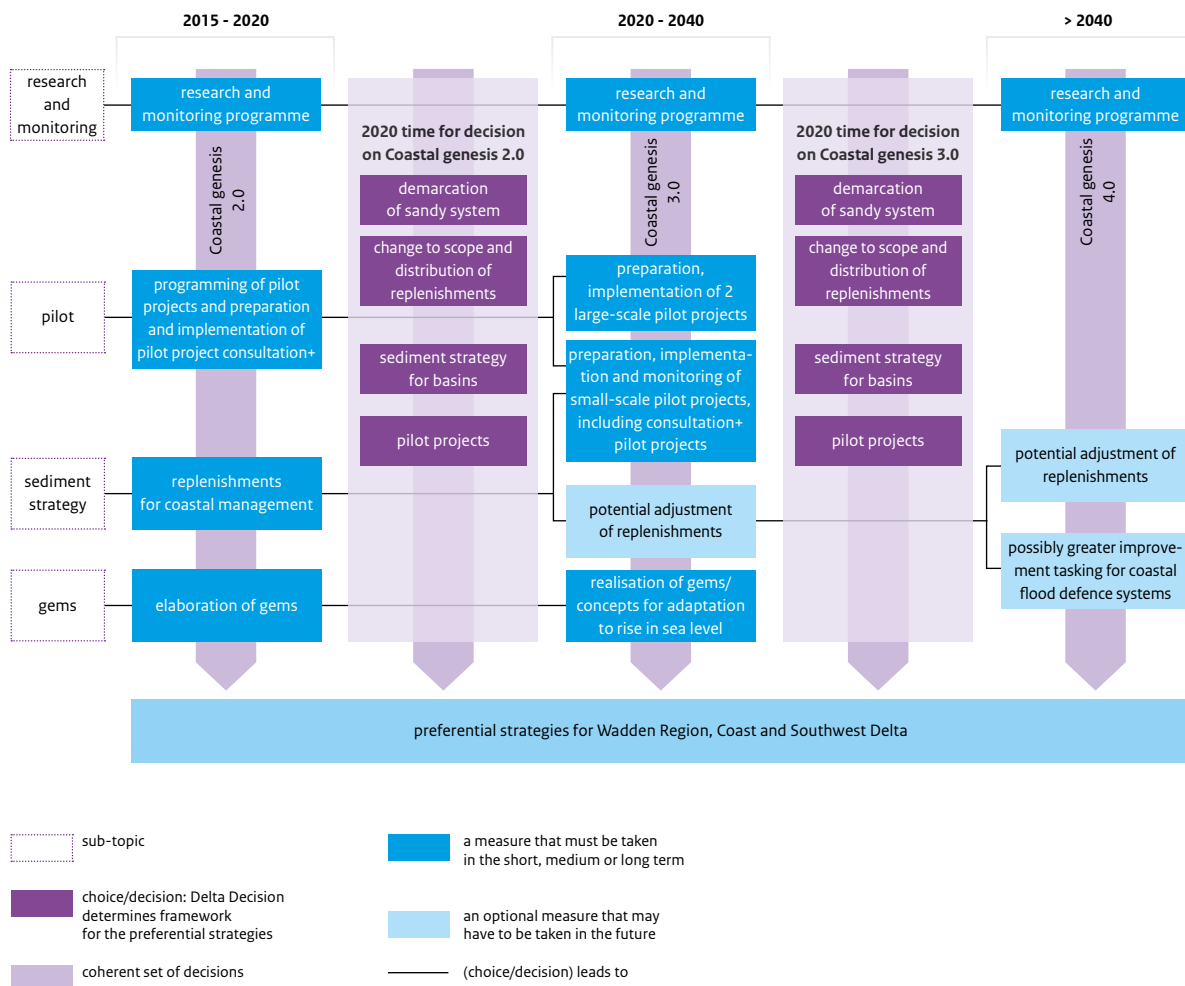 2015 - 2020
2020 - 2040
> 2040
research
and
monitoring
research and
monitoring programme
2020 time for decision
on Coastal genesis 2.0
research and
monitoring programme
2020 time for decision
on Coastal genesis 3.0
research and
monitoring programme
Coastal genesis
2.0
demarcation
of sandy system
change to scope and
distribution of
replenishments
sediment strategy
for basins
pilot projects
Coastal genesis
3.0
demarcation
of sandy system
change to scope and
distribution of
replenishments
sediment strategy
for basins
pilot projects
Coastal genesis
4.0
pilot
programming of pilot
projects and preparation
and implementation of
pilot project consultation+
preparation,
implementation of 2
large-scale pilot projects
preparation, implementa-
tion and monitoring of
small-scale pilot projects,
including consultation+
pilot projects
sediment
strategy
replenishments
for coastal management
potential adjustment
of replenishments
potential adjustment of
replenishments
possibly greater improve-
ment tasking for coastal
flood defence systems
gems
elaboration of gems
realisation of gems/
concepts for adaptation
to rise in sea level
preferential strategies for Wadden Region, Coast and Southwest Delta
sub-topic
choice/decision: Delta Decision
determines framework
for the preferential strategies
coherent set of decisions
a measure that must be taken
in the short, medium or long term
an optional measure that may
have to be taken in the future
(choice/decision) leads to